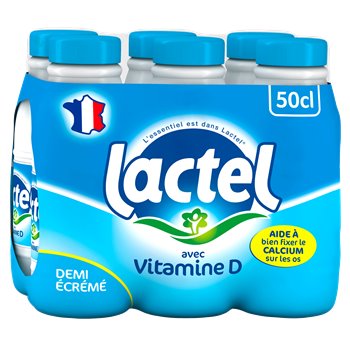 50cl
L'essentiel est dans Lactel
lactel
avec
Vitamine D
AIDE À
bien fixer le
CALCIUM
sur les os
DEMI
ÉCRÉMÉ